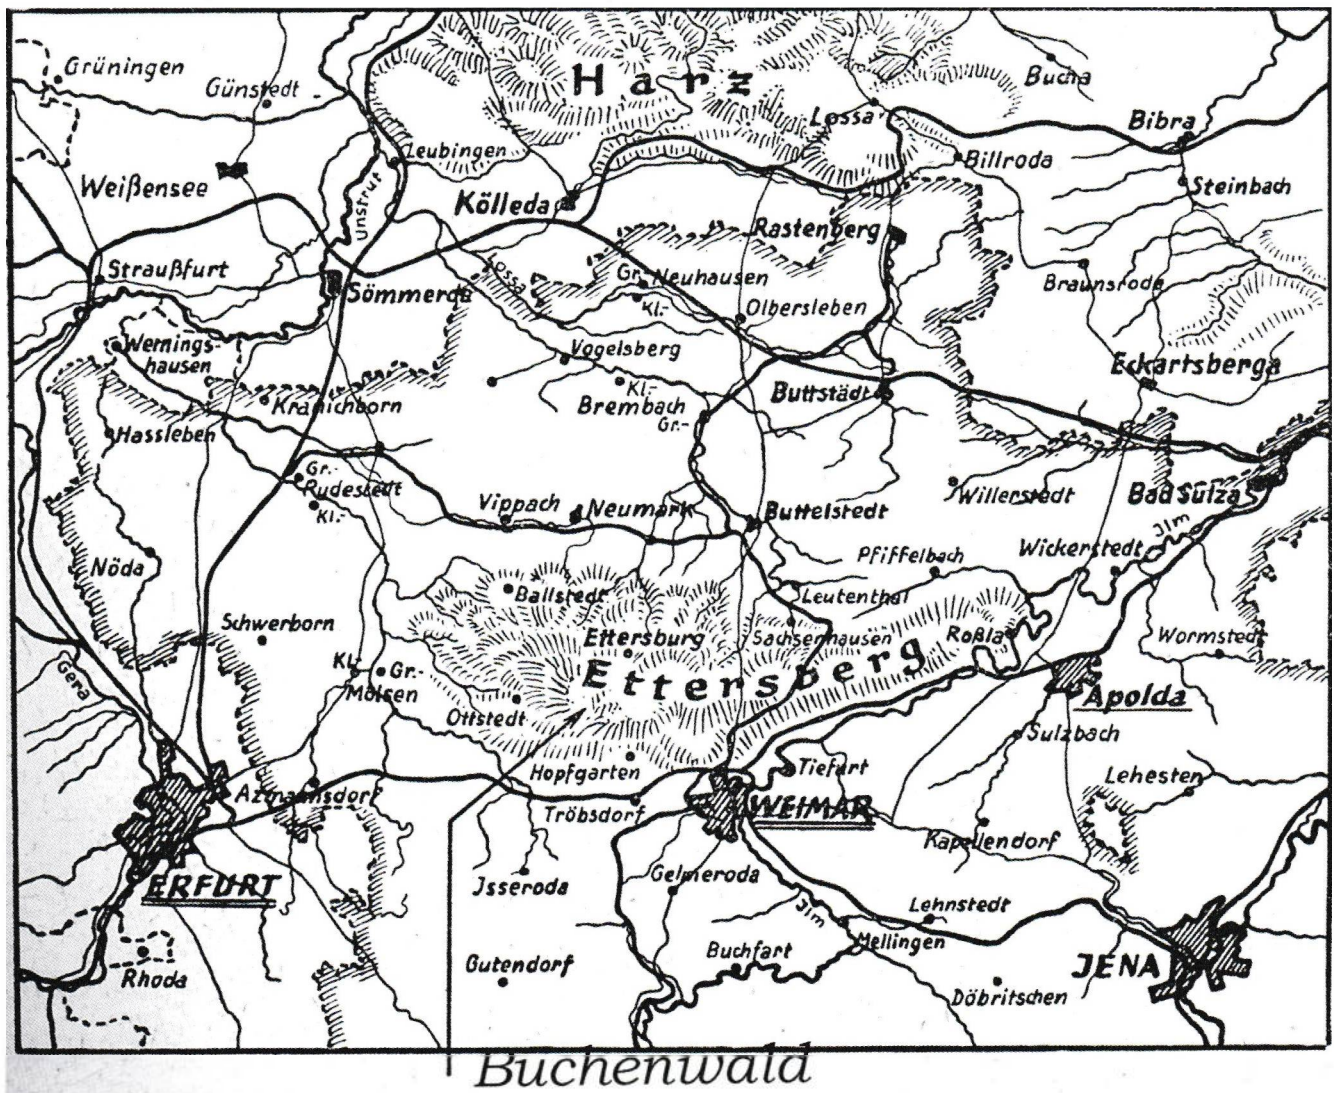 Harz
Grüningen
Günstedt
Bucha
Lossa
Bibra
Leubingen
Billroda
Weißensee
Steinbach
Unstrut
Kölleda
Rastenberg
Straußfurt
Lossa
Gr.-
Neuhausen
Kl.-
Braunsroda
Sömmerda
Olbersleben
Wernings-
hausen
Vogelsberg
Eckartsberga
Kl.-
Brembach
Gr.-
Buttstädt
Kranichborn
Hassleben
Gr.-
Rudestedt
Kl.-
Vippach
Neumark
Willerstedt
Bad Sulza
Buttelstedt
Jlm
Nöda
Pfiffelbach
Wickerstedt
Ballstedt
Leutenthal
Schwerborn
Ettersburg
Sachsenhausen
Roßla
Wormstedt
Gera
Kl.-
Gr.-
Mölsen
Ettersberg
Apolda
Ottstedt
Sulzbach
Hopfgarten
Tiefurt
Lehesten
Azmannsdorf
Tröbsdorf
WEIMAR
Kapellendorf
ERFURT
Jsseroda
Gelmeroda
Jlm
Lehnstedt
Mellingen
Buchfart
Gutendorf
JENA
Rhoda
Döbritschen
Buchenwald